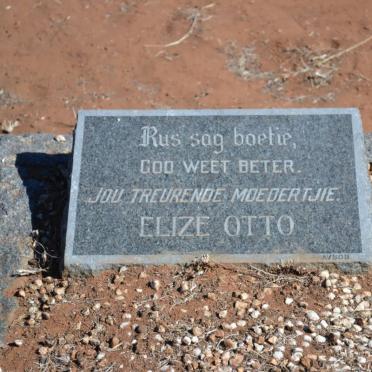 Rus sag boetie,
GOD WEET BETER.
JOU TREURENDE MOEDERTJIE.
ELIZE OTTO